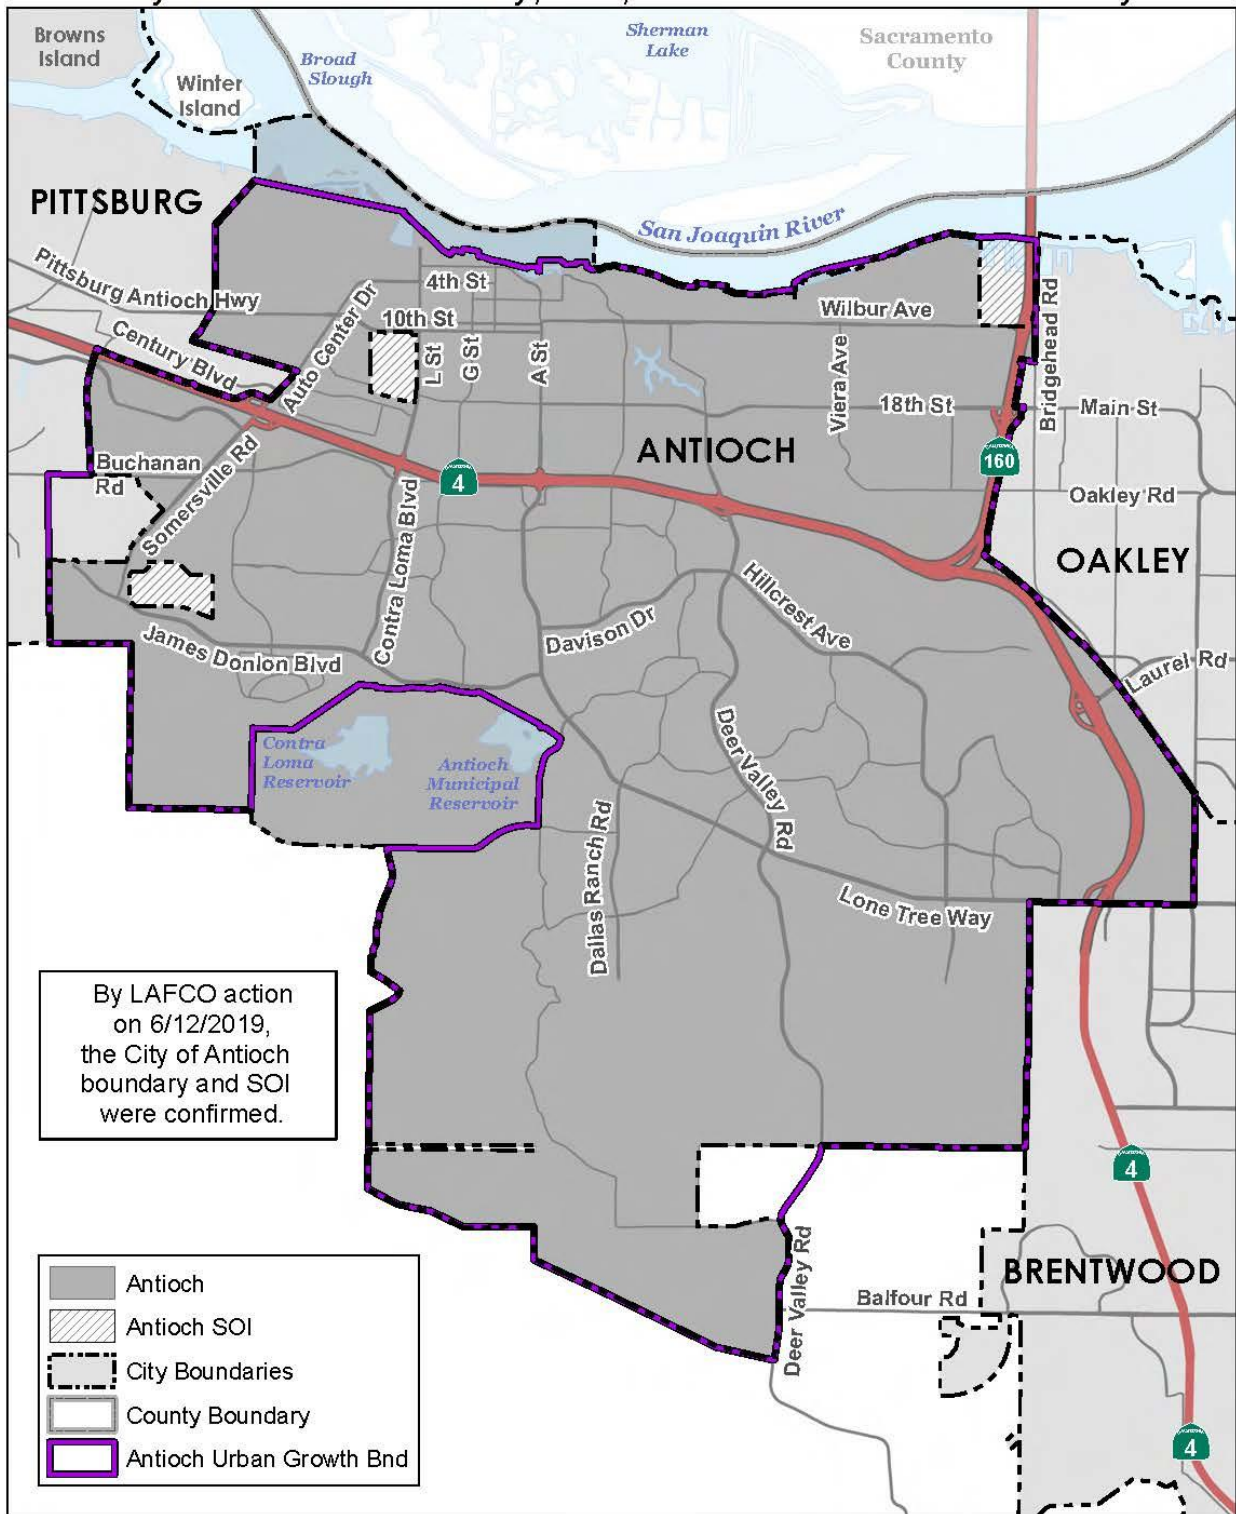 Browns
Island
Winter
Island
Broad
Slough
Sherman
Lake
Sacramento
County
PITTSBURG
San Joaquin River
Pittsburg Antioch Hwy
Century Blvd
Auto Center Dr
4th St
10th St
L St
G St
A St
Wilbur Ave
Viera Ave
18th St
Bridgehead Rd
Main St
ANTIOCH
160
4
Buchanan
Rd
Somersville Rd
Contra Loma Blvd
Oakley Rd
OAKLEY
Hillcrest Ave
Davison Dr
James Donlon Blvd
Laurel Rd
Contra
Loma
Reservoir
Antioch
Municipal
Reservoir
Deer Valley Rd
Dallas Ranch Rd
Lone Tree Way
By LAFCO action
on 6/12/2019,
the City of Antioch
boundary and SOI
were confirmed.
4
Deer Valley Rd
BRENTWOOD
Balfour Rd
4
Antioch
Antioch SOI
City Boundaries
County Boundary
Antioch Urban Growth Bnd